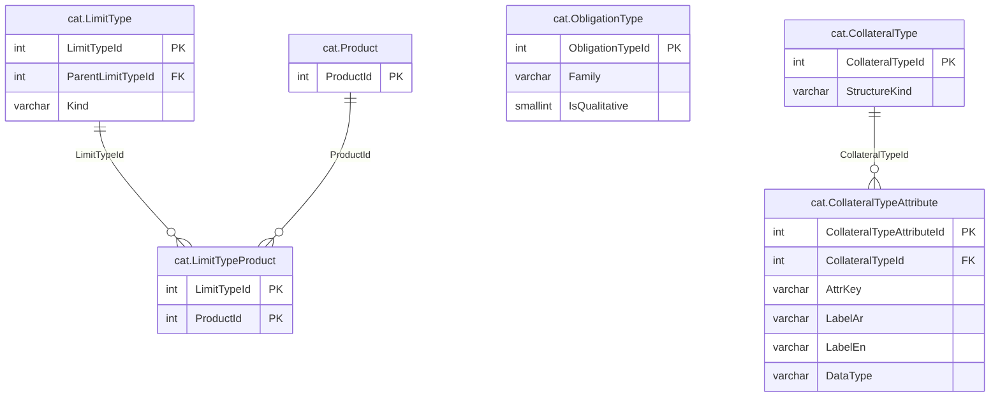 cat.LimitType
int LimitTypeId PK
int ParentLimitTypeId FK
varchar Kind
cat.Product
int ProductId PK
cat.ObligationType
int ObligationTypeId PK
varchar Family
smallint IsQualitative
cat.CollateralType
int CollateralTypeId PK
varchar StructureKind
LimitTypeId
ProductId
CollateralTypeId
cat.LimitTypeProduct
int LimitTypeId PK
int ProductId PK
cat.CollateralTypeAttribute
int CollateralTypeAttributeId PK
int CollateralTypeId FK
varchar AttrKey
varchar LabelAr
varchar LabelEn
varchar DataType